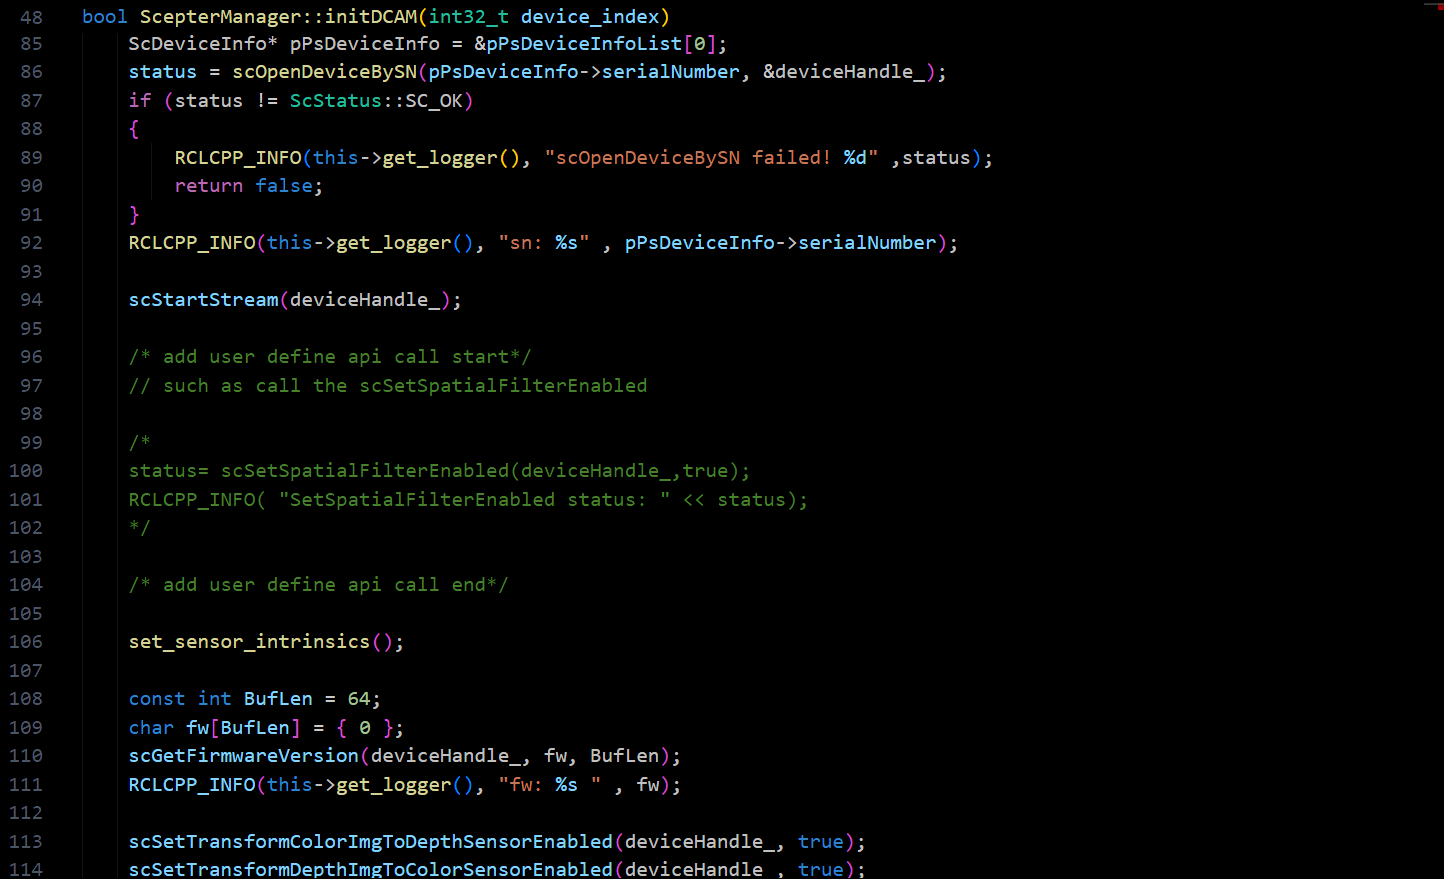 48 bool ScepterManager::initDCAM(int32_t device_index)
85 ScDeviceInfo* pPsDeviceInfo = &pPsDeviceInfoList[0];
86 status = scOpenDeviceBySN(pPsDeviceInfo->serialNumber, &deviceHandle_);
87 if (status != ScStatus::SC_OK)
88 {
89 RCLCPP_INFO(this->get_logger(), "scOpenDeviceBySN failed! %d" ,status);
90 return false;
91 }
92 RCLCPP_INFO(this->get_logger(), "sn: %s" , pPsDeviceInfo->serialNumber);
93
94 scStartStream(deviceHandle_);
95
96 /* add user define api call start*/
97 // such as call the scSetSpatialFilterEnabled
98
99 /*
100 status= scSetSpatialFilterEnabled(deviceHandle_,true);
101 RCLCPP_INFO( "SetSpatialFilterEnabled status: " << status);
102 */
103
104 /* add user define api call end*/
105
106 set_sensor_intrinsics();
107
108 const int BufLen = 64;
109 char fw[BufLen] = { 0 };
110 scGetFirmwareVersion(deviceHandle_, fw, BufLen);
111 RCLCPP_INFO(this->get_logger(), "fw: %s " , fw);
112
113 scSetTransformColorImgToDepthSensorEnabled(deviceHandle_, true);
114 scSetTransformDepthImgToColorSensorEnabled(deviceHandle_, true);